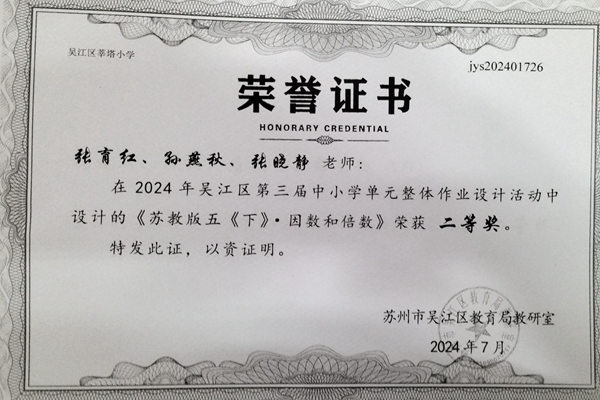 吴江区莘塔小学
jys202401726
荣誉证书
HONORARY CREDENTIAL
张育红、孙燕秋、张晓静 老师：
在 2024 年吴江区第三届中小学单元整体作业设计活动中
设计的《苏教版五《下》·因数和倍数》荣获 二等奖。
特发此证，以资证明。
苏州市吴江区教育局教研室
2024 年 7 月